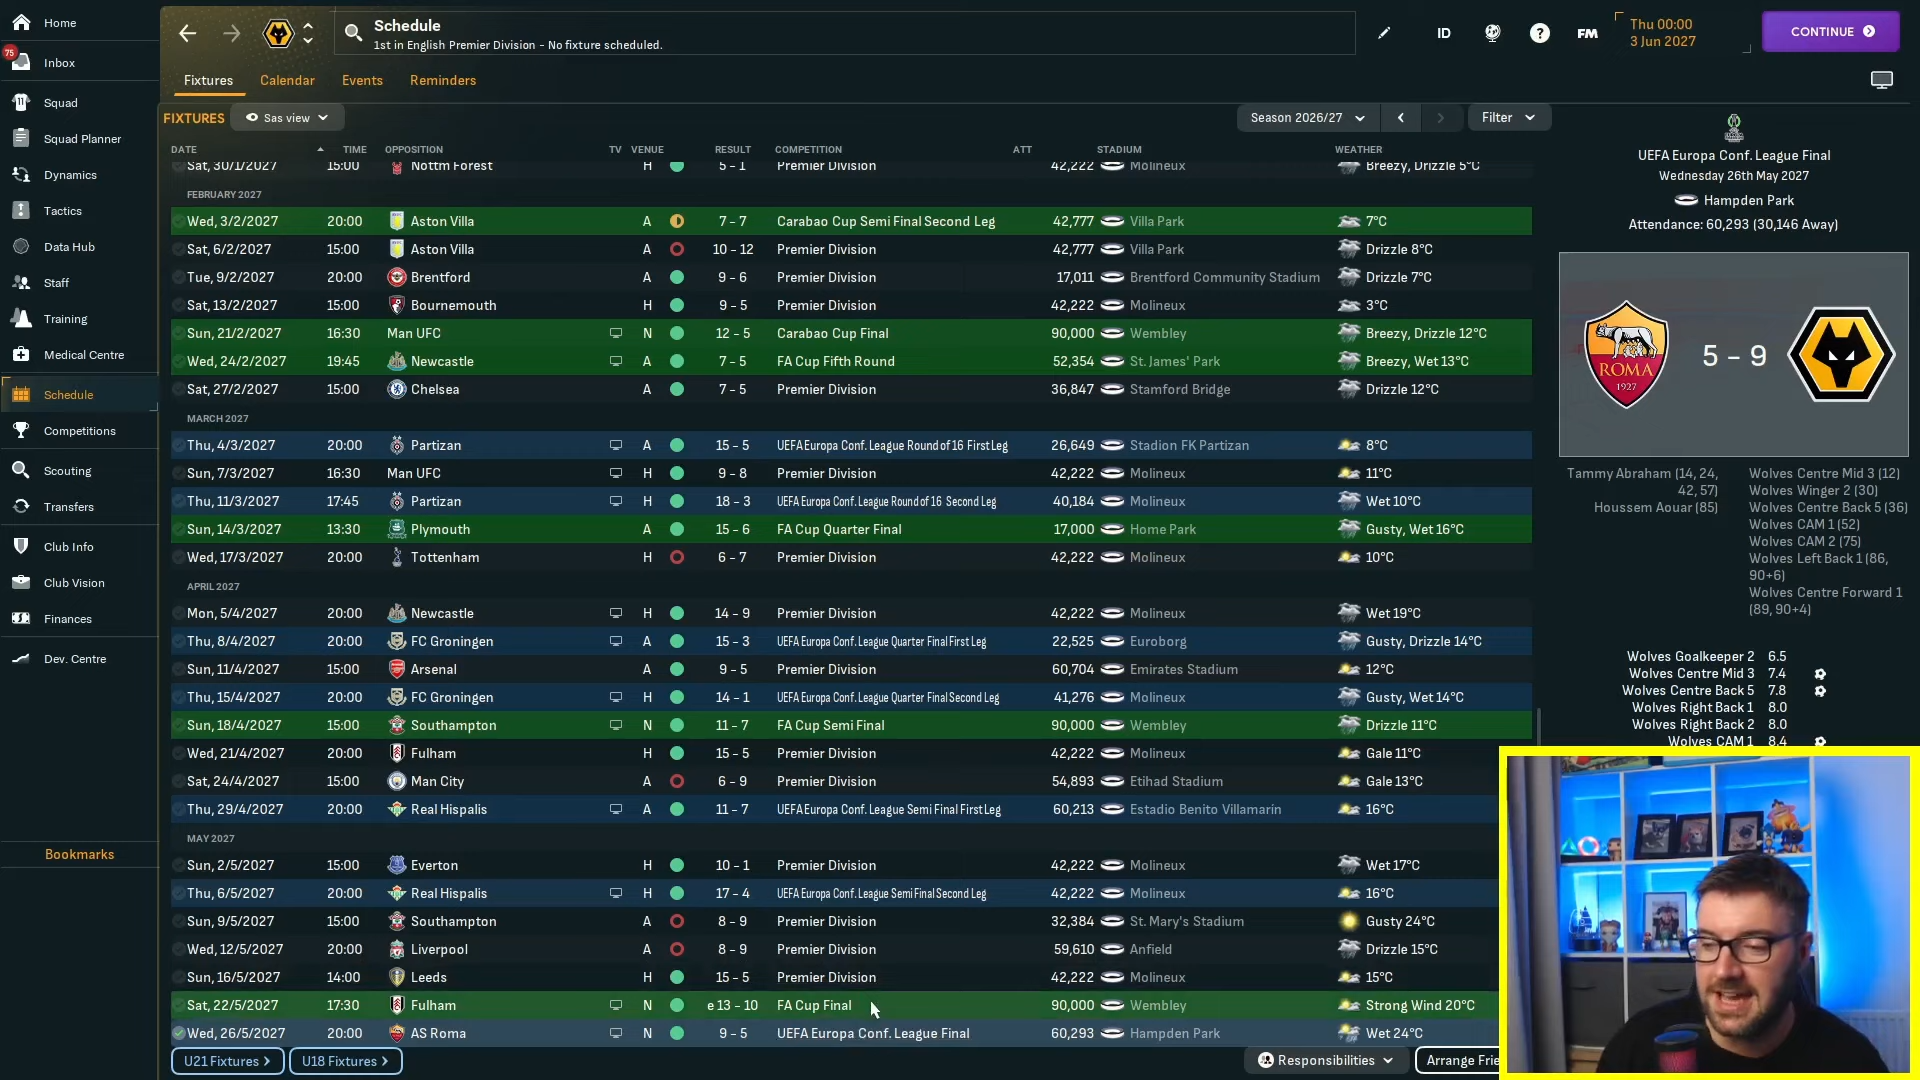 Home
75
Inbox
Squad
Squad Planner
Dynamics
Tactics
Data Hub
Staff
Training
Medical Centre
Schedule
Competitions
Scouting
Transfers
Club Info
Club Vision
Finances
Dev. Centre
Bookmarks
Schedule
1st in English Premier Division - No fixture scheduled.
ID
FM
Thu 00:00
3 Jun 2027
CONTINUE
Fixtures Calendar Events Reminders
FIXTURES Sas view Season 2026/27 Filter
DATE TIME OPPOSITION TV VENUE RESULT COMPETITION ATT STADIUM WEATHER
Sat, 30/1/2027 15:00 Nottm Forest H 5 - 1 Premier Division 42,222 Molineux Breezy, Drizzle 5°C
FEBRUARY 2027
Wed, 3/2/2027 20:00 Aston Villa A 7 - 7 Carabao Cup Semi Final Second Leg 42,777 Villa Park 7°C
Sat, 6/2/2027 15:00 Aston Villa A 10 - 12 Premier Division 42,777 Villa Park Drizzle 8°C
Tue, 9/2/2027 20:00 Brentford A 9 - 6 Premier Division 17,011 Brentford Community Stadium Drizzle 7°C
Sat, 13/2/2027 15:00 Bournemouth H 9 - 5 Premier Division 42,222 Molineux 3°C
Sun, 21/2/2027 16:30 Man UFC N 12 - 5 Carabao Cup Final 90,000 Wembley Breezy, Drizzle 12°C
Wed, 24/2/2027 19:45 Newcastle A 7 - 5 FA Cup Fifth Round 52,354 St. James' Park Breezy, Wet 13°C
Sat, 27/2/2027 15:00 Chelsea A 7 - 5 Premier Division 36,847 Stamford Bridge Drizzle 12°C
MARCH 2027
Thu, 4/3/2027 20:00 Partizan A 15 - 5 UEFA Europa Conf. League Round of 16 First Leg 26,649 Stadion FK Partizan 8°C
Sun, 7/3/2027 16:30 Man UFC H 9 - 8 Premier Division 42,222 Molineux 11°C
Thu, 11/3/2027 17:45 Partizan H 18 - 3 UEFA Europa Conf. League Round of 16 Second Leg 40,184 Molineux Wet 10°C
Sun, 14/3/2027 13:30 Plymouth A 15 - 6 FA Cup Quarter Final 17,000 Home Park Gusty, Wet 16°C
Wed, 17/3/2027 20:00 Tottenham H 6 - 7 Premier Division 42,222 Molineux 10°C
APRIL 2027
Mon, 5/4/2027 20:00 Newcastle H 14 - 9 Premier Division 42,222 Molineux Wet 19°C
Thu, 8/4/2027 20:00 FC Groningen A 15 - 3 UEFA Europa Conf. League Quarter Final First Leg 22,525 Euroborg Gusty, Drizzle 14°C
Sun, 11/4/2027 15:00 Arsenal A 9 - 5 Premier Division 60,704 Emirates Stadium 12°C
Thu, 15/4/2027 20:00 FC Groningen H 14 - 1 UEFA Europa Conf. League Quarter Final Second Leg 41,276 Molineux Gusty, Wet 14°C
Sun, 18/4/2027 15:00 Southampton N 11 - 7 FA Cup Semi Final 90,000 Wembley Drizzle 11°C
Wed, 21/4/2027 20:00 Fulham H 15 - 5 Premier Division 42,222 Molineux Gale 11°C
Sat, 24/4/2027 15:00 Man City A 6 - 9 Premier Division 54,893 Etihad Stadium Gale 13°C
Thu, 29/4/2027 20:00 Real Hispalis A 11 - 7 UEFA Europa Conf. League Semi Final First Leg 60,213 Estadio Benito Villamarín 16°C
MAY 2027
Sun, 2/5/2027 15:00 Everton H 10 - 1 Premier Division 42,222 Molineux Wet 17°C
Thu, 6/5/2027 20:00 Real Hispalis H 17 - 4 UEFA Europa Conf. League Semi Final Second Leg 42,222 Molineux 16°C
Sun, 9/5/2027 15:00 Southampton A 8 - 9 Premier Division 32,384 St. Mary's Stadium Gusty 24°C
Wed, 12/5/2027 20:00 Liverpool A 8 - 9 Premier Division 59,610 Anfield Drizzle 15°C
Sun, 16/5/2027 14:00 Leeds H 15 - 5 Premier Division 42,222 Molineux 15°C
Sat, 22/5/2027 17:30 Fulham N e 13 - 10 FA Cup Final 90,000 Wembley Strong Wind 20°C
Wed, 26/5/2027 20:00 AS Roma N 9 - 5 UEFA Europa Conf. League Final 60,293 Hampden Park Wet 24°C
U21 Fixtures > U18 Fixtures > Responsibilities Arrange Frie
UEFA Europa Conf. League Final
Wednesday 26th May 2027
Hampden Park
Attendance: 60,293 (30,146 Away)
ROMA
1927
5 - 9
Tammy Abraham (14, 24,
42, 57)
Houssem Aouar (85)
Wolves Centre Mid 3 (12)
Wolves Winger 2 (30)
Wolves Centre Back 5 (36)
Wolves CAM 1 (52)
Wolves CAM 2 (75)
Wolves Left Back 1 (86,
90+6)
Wolves Centre Forward 1
(89, 90+4)
Wolves Goalkeeper 2 6.5
Wolves Centre Mid 3 7.4
Wolves Centre Back 5 7.8
Wolves Right Back 1 8.0
Wolves Right Back 2 8.0
Wolves CAM 1 8.4